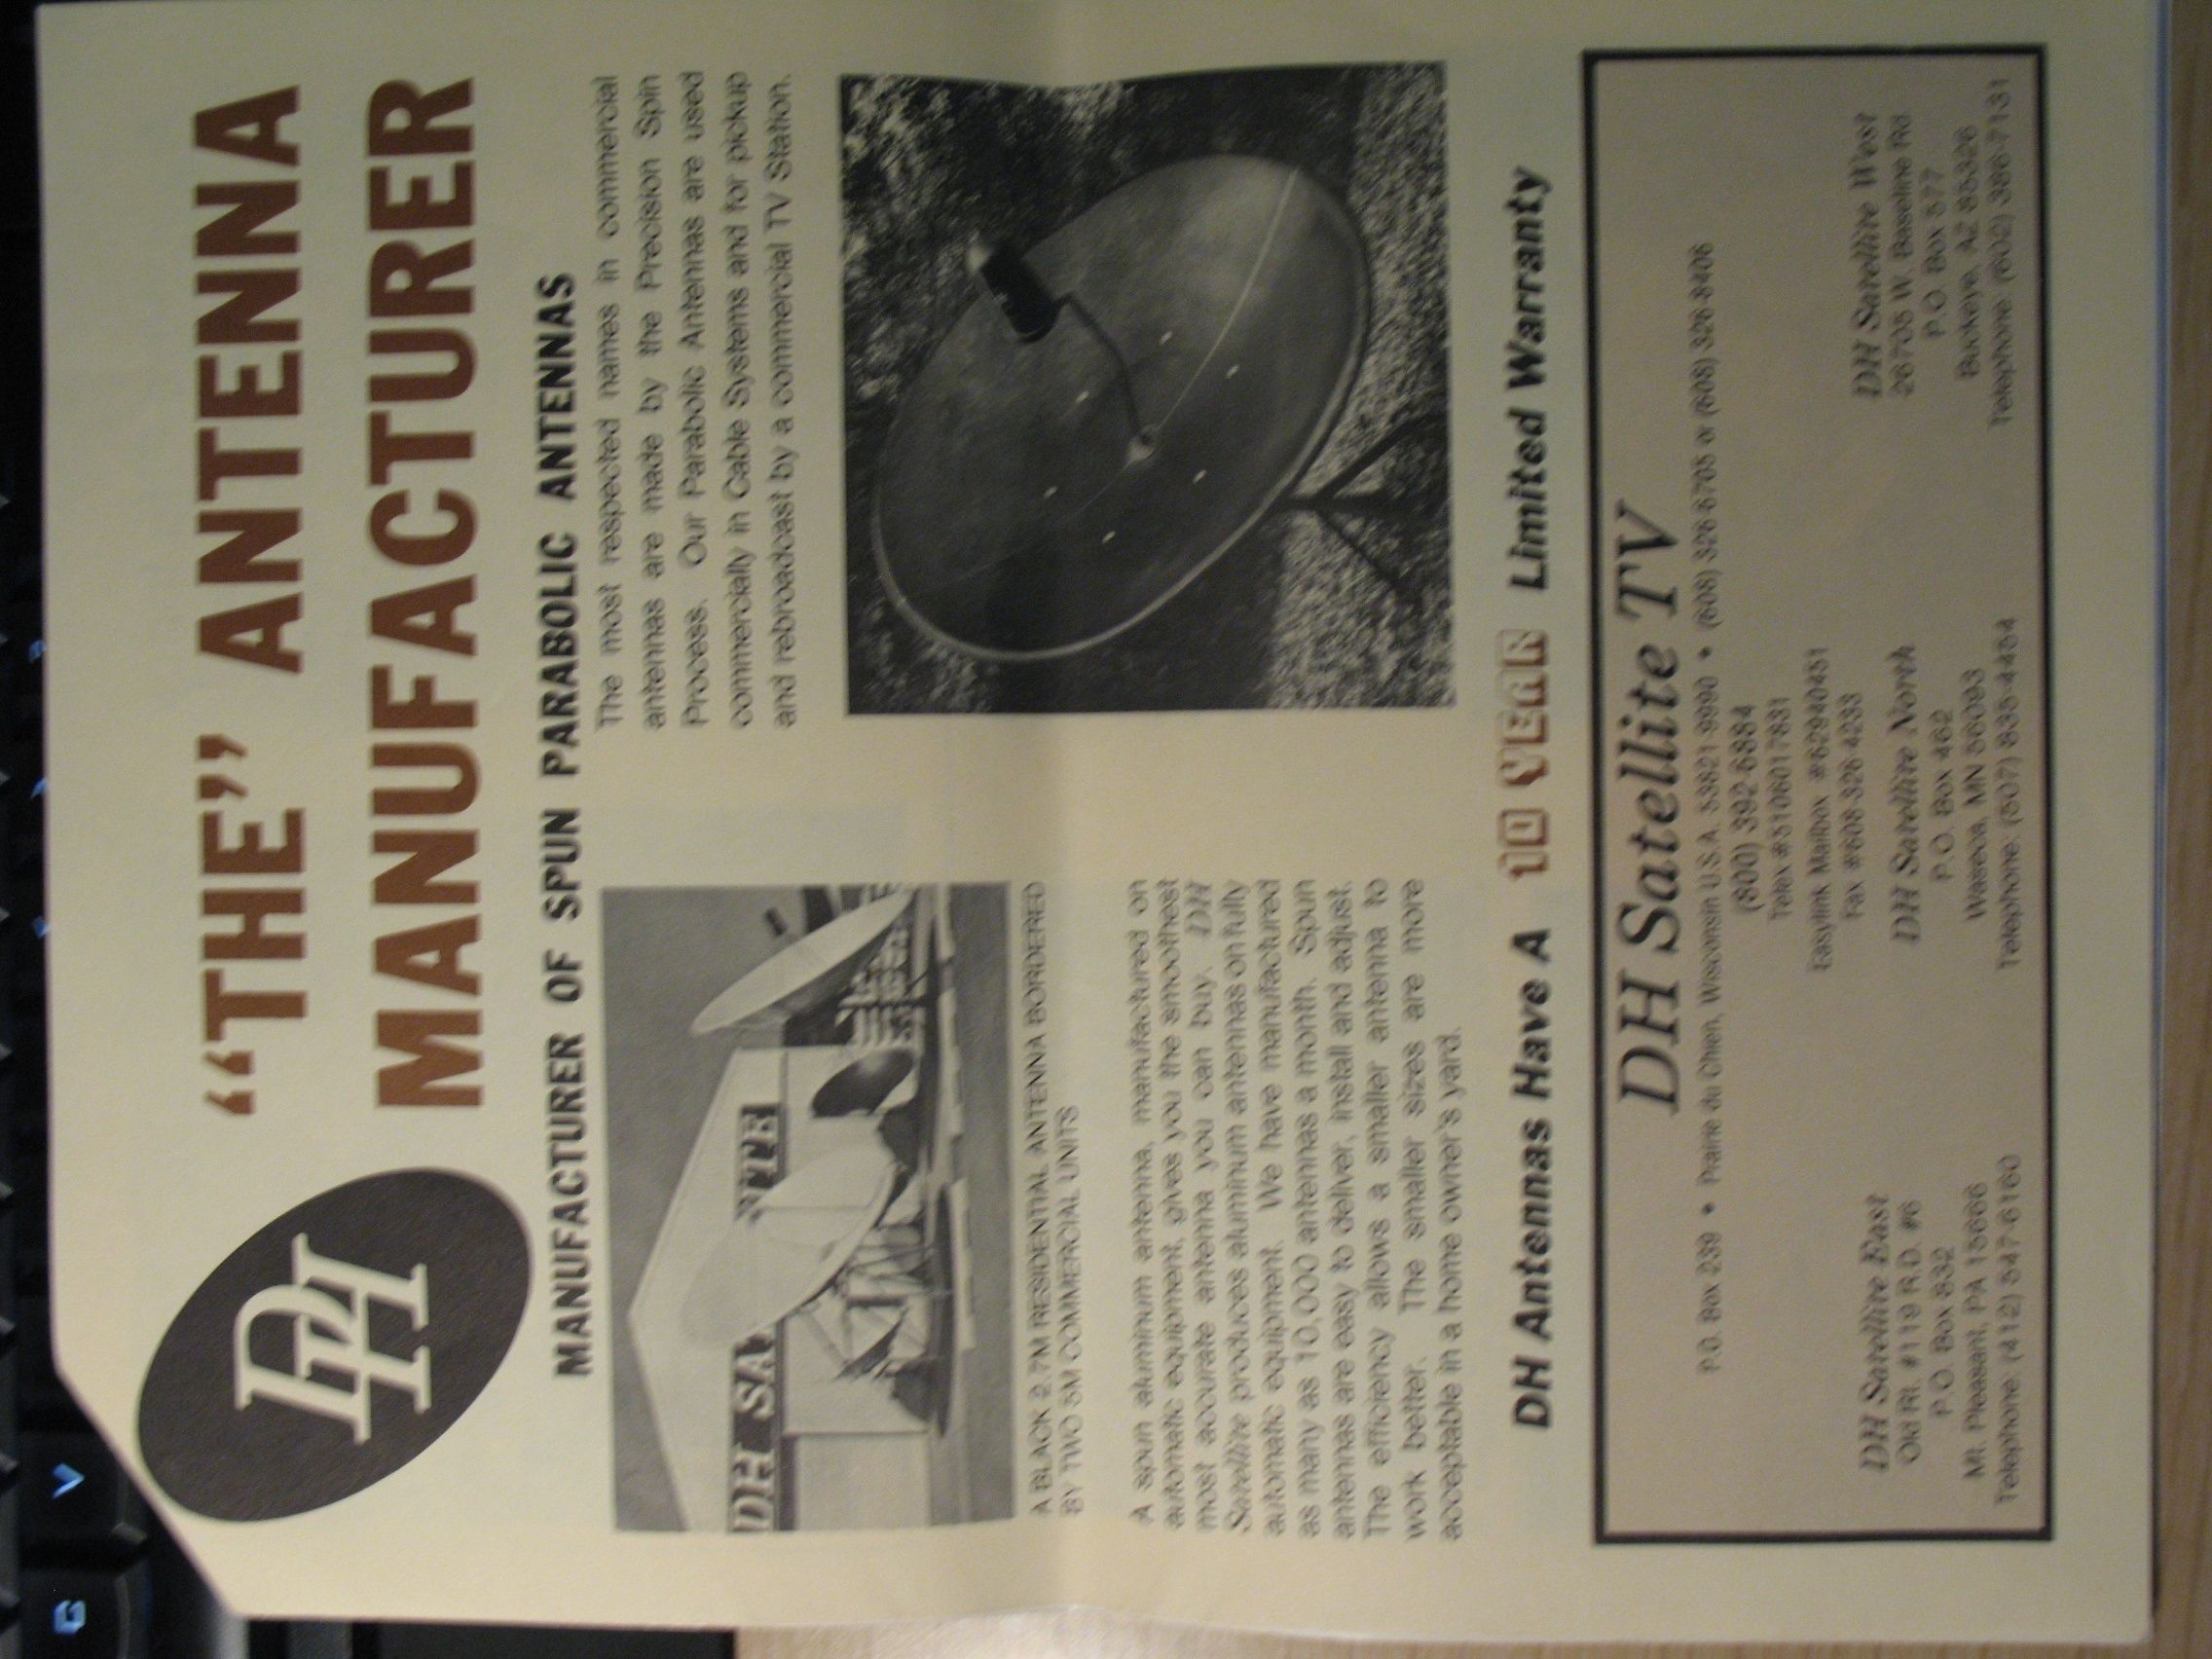 DH
“THE” ANTENNA
MANUFACTURER
MANUFACTURER OF SPUN PARABOLIC ANTENNAS
DH SA
ITE
A BLACK 2.7M RESIDENTIAL ANTENNA BORDERED
BY TWO 5M COMMERCIAL UNITS
A spun aluminum antenna, manufactured on
automatic equipment, gives you the smoothest
most accurate antenna you can buy. DH
Satellite produces aluminum antennas on fully
automatic equipment. We have manufactured
as many as 10,000 antennas a month. Spun
antennas are easy to deliver, install and adjust.
The efficiency allows a smaller antenna to
work better. The smaller sizes are more
acceptable in a home owner's yard.
The most respected names in commercial
antennas are made by the Precision Spin
Process. Our Parabolic Antennas are used
commercially in Cable Systems and for pickup
and rebroadcast by a commercial TV Station.
DH Antennas Have A 10 YEAR Limited Warranty
DH Satellite TV
P.O. Box 239 • Prairie du Chien, Wisconsin U.S.A. 53821-9990 • (608) 326-6705 or (608) 326-8406
(800) 392-6884
Telex #5106017831
Easylink Mailbox #62940451
Fax #608-326-4233
DH Satellite East
Old Rt. #119 R.D. #6
P.O. Box 832
Mt. Pleasant, PA 15666
Telephone: (412) 547-6160
DH Satellite North
P.O. Box 462
Waseca, MN 56093
Telephone: (507) 835-4454
DH Satellite West
26705 W. Baseline Rd
P.O. Box 577
Buckeye, AZ 85326
Telephone: (602) 386-7131
G
V